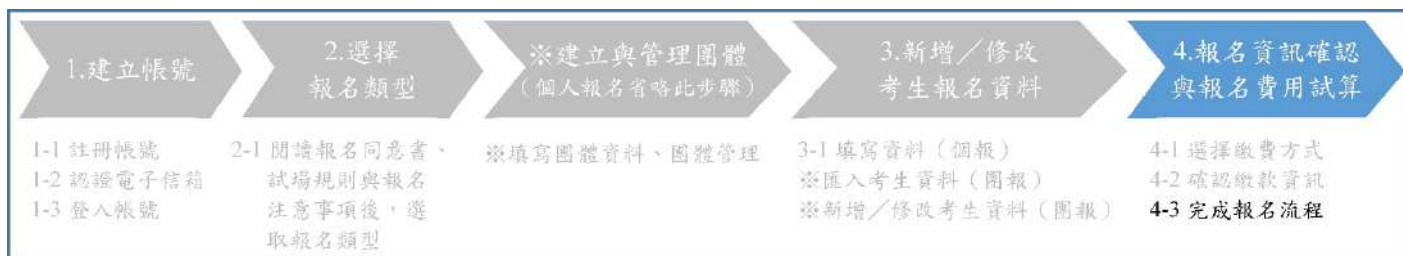 1.建立帳號
2.選擇
報名類型
※建立與管理團體
(個人報名省略此步驟)
3.新增／修改
考生報名資料
4.報名資訊確認
與報名費用試算
1-1 註冊帳號
1-2 認證電子信箱
1-3 登入帳號
2-1 閱讀報名同意書、
試場規則與報名
注意事項後，選
取報名類型
※填寫團體資料、團體管理
3-1 填寫資料（個報）
※匯入考生資料（團報）
※新增／修改考生資料（團報）
4-1 選擇繳費方式
4-2 確認繳款資訊
4-3 完成報名流程